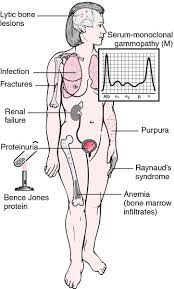 Lytic bone
lesions
Serum-monoclonal
gammopathy (M)
Infection
Fractures
Renal
failure
Purpura
Proteinuria
Raynaud's
syndrome
Bence Jones
protein
Anemia
(bone marrow
infiltrates)